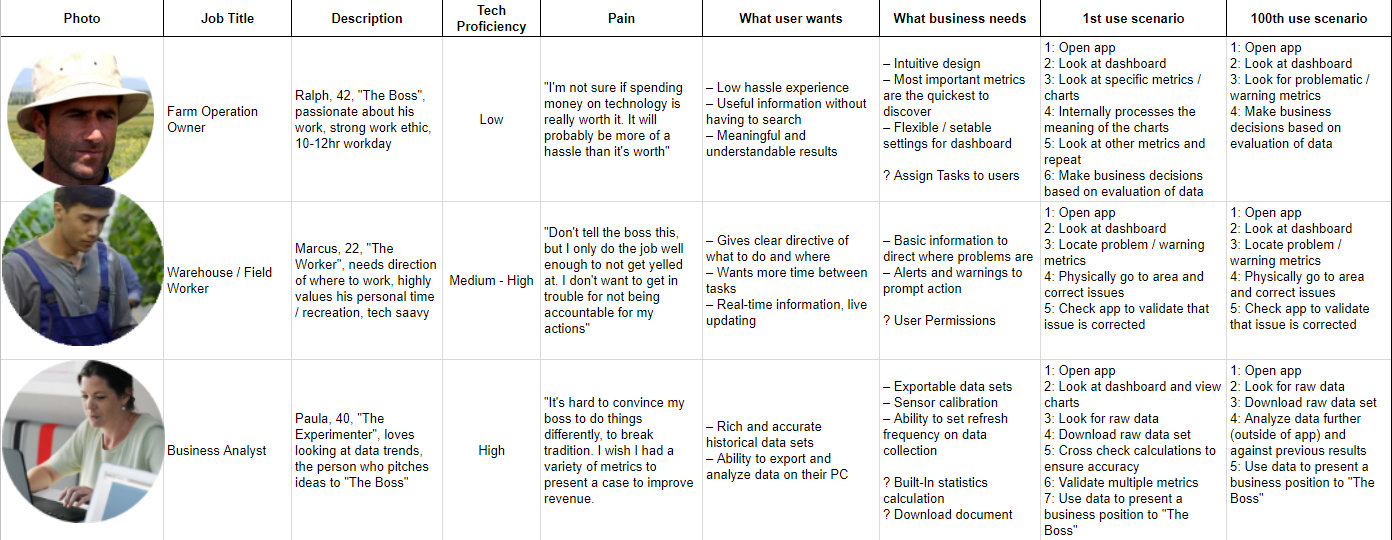 Photo
Job Title
Description
Tech
Proficiency
Pain
What user wants
What business needs
1st use scenario
100th use scenario
Farm Operation
Owner
Ralph, 42, "The Boss",
passionate about his
work, strong work ethic,
10-12hr workday
Low
"I'm not sure if spending
money on technology is
really worth it. It will
probably be more of a
hassle than it's worth"
– Low hassle experience
– Useful information without
having to search
– Meaningful and
understandable results
– Intuitive design
– Most important metrics
are the quickest to
discover
– Flexible / setable
settings for dashboard
? Assign Tasks to users
1: Open app
2: Look at dashboard
3: Look at specific metrics /
charts
4: Internally processes the
meaning of the charts
5: Look at other metrics and
repeat
6: Make business decisions
based on evaluation of data
1: Open app
2: Look at dashboard
3: Look for problematic /
warning metrics
4: Make business
decisions based on
evaluation of data
Warehouse / Field
Worker
Marcus, 22, "The
Worker", needs direction
of where to work, highly
values his personal time
/ recreation, tech saavy
Medium - High
"Don't tell the boss this,
but I only do the job well
enough to not get yelled
at. I don't want to get in
trouble for not being
accountable for my
actions"
– Gives clear directive of
what to do and where
– Wants more time between
tasks
– Real-time information, live
updating
– Basic information to
direct where problems are
– Alerts and warnings to
prompt action
? User Permissions
1: Open app
2: Look at dashboard
3: Locate problem / warning
metrics
4: Physically go to area and
correct issues
5: Check app to validate that
issue is corrected
1: Open app
2: Look at dashboard
3: Locate problem /
warning metrics
4: Physically go to area
and correct issues
5: Check app to validate
that issue is corrected
Business Analyst
Paula, 40, "The
Experimenter", loves
looking at data trends,
the person who pitches
ideas to "The Boss"
High
"It's hard to convince my
boss to do things
differently, to break
tradition. I wish I had a
variety of metrics to
present a case to improve
revenue.
– Rich and accurate
historical data sets
– Ability to export and
analyze data on their PC
– Exportable data sets
– Sensor calibration
– Ability to set refresh
frequency on data
collection
? Built-In statistics
calculation
? Download document
1: Open app
2: Look at dashboard and view
charts
3: Look for raw data
4: Download raw data set
5: Cross check calculations to
ensure accuracy
6: Validate multiple metrics
7: Use data to present a
business position to "The
Boss"
1: Open app
2: Look for raw data
3: Download raw data set
4: Analyze data further
(outside of app) and
against previous results
5: Use data to present a
business position to "The
Boss"